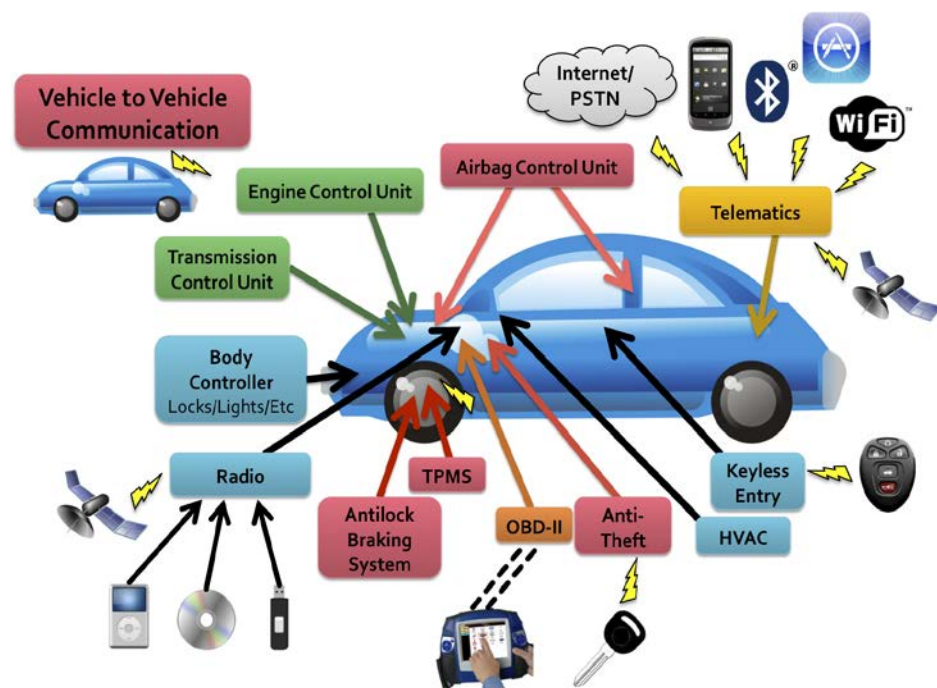 Vehicle to Vehicle
Communication
Internet/
PSTN
®
WiFi™
Engine Control Unit
Airbag Control Unit
Telematics
Transmission
Control Unit
Body
Controller
Locks/Lights/Etc
Radio
TPMS
Antilock
Braking
System
OBD-II
Anti-
Theft
Keyless
Entry
HVAC